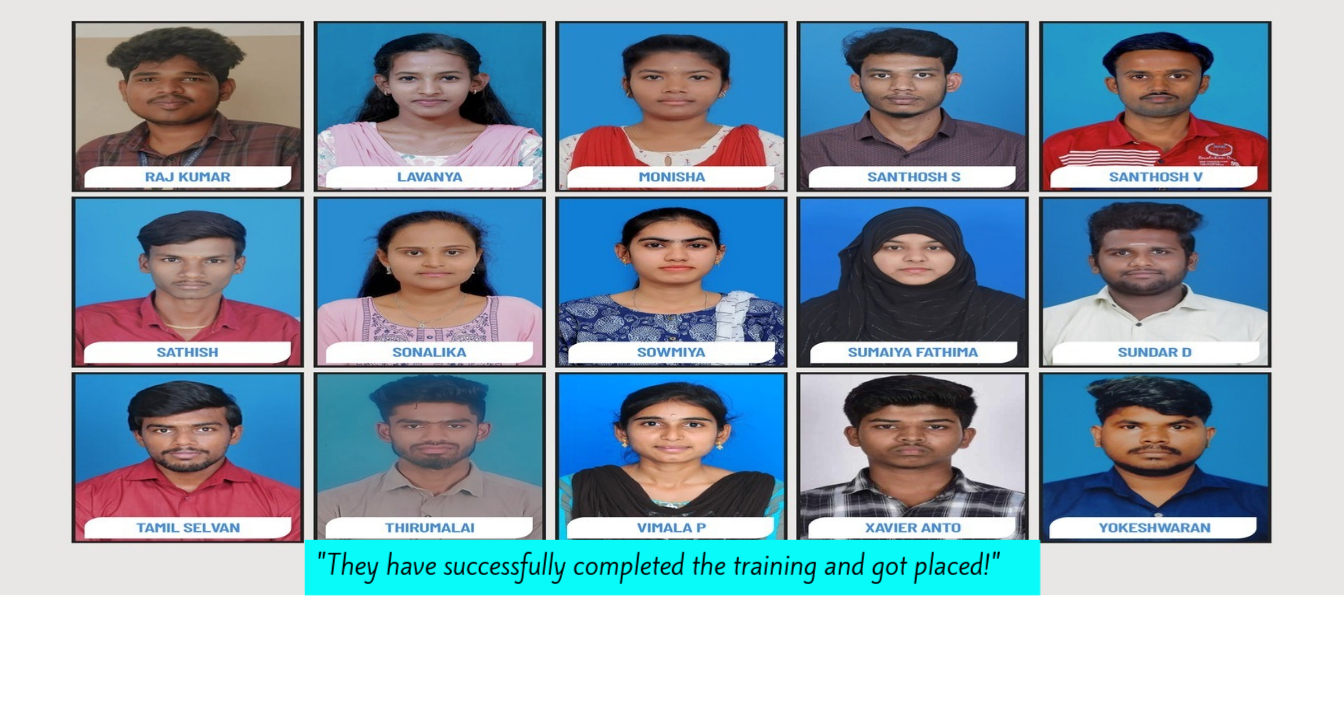 RAJ KUMAR
LAVANYA
MONISHA
SANTHOSH S
SANTHOSH V
SATHISH
SONALIKA
SOWMIYA
SUMAIYA FATHIMA
SUNDAR D
TAMIL SELVAN
THIRUMALAI
VIMALA P
XAVIER ANTO
YOKESHWARAN
"They have successfully completed the training and got placed!"